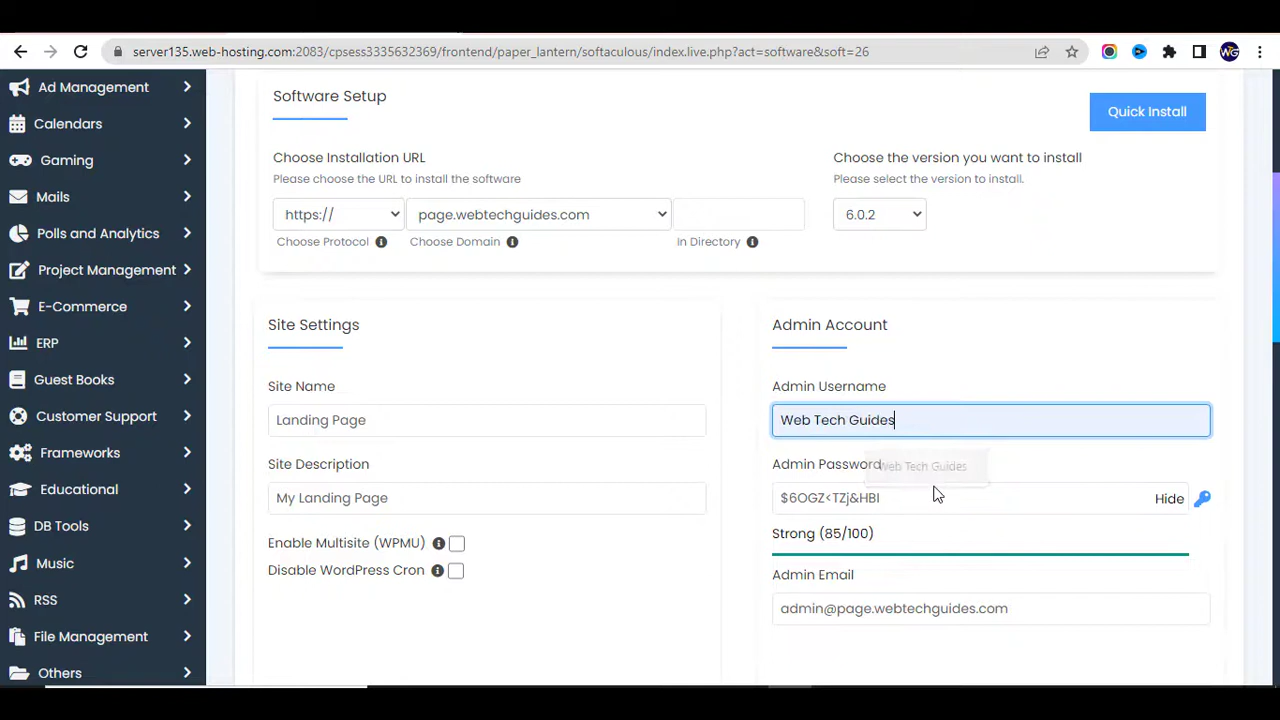 server135.web-hosting.com:2083/cpsess3335632369/frontend/paper_lantern/softaculous/index.live.php?act=software&soft=26
WG
Ad Management
Calendars
Gaming
Mails
Polls and Analytics
Project Management
E-Commerce
ERP
Guest Books
Customer Support
Frameworks
Educational
DB Tools
Music
RSS
File Management
Others
Software Setup
Quick Install
Choose Installation URL
Please choose the URL to install the software
https://
page.webtechguides.com
Choose Protocol
Choose Domain
In Directory
Choose the version you want to install
Please select the version to install.
6.0.2
Site Settings
Site Name
Landing Page
Site Description
My Landing Page
Enable Multisite (WPMU)
Disable WordPress Cron
Admin Account
Admin Username
Web Tech Guides
Admin Password
Web Tech Guides
$6OGZ<TZj&HBI
Hide
Strong (85/100)
Admin Email
admin@page.webtechguides.com